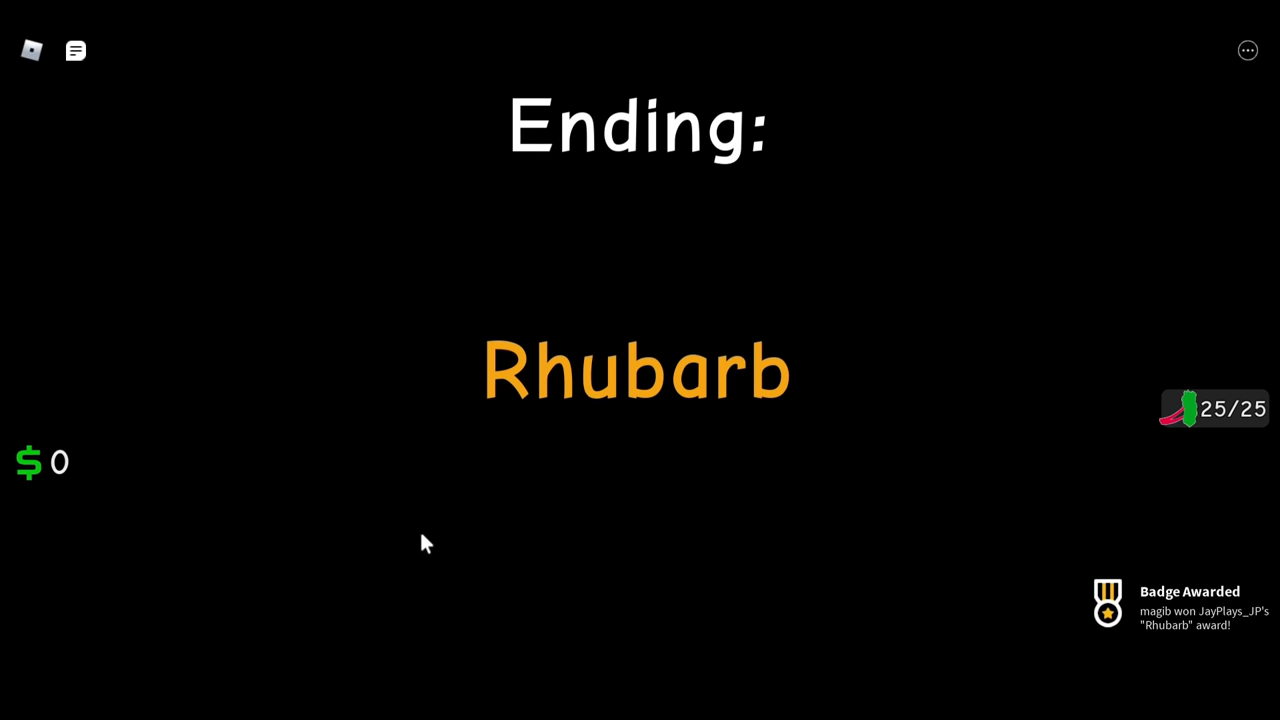 Ending:
Rhubarb
25/25
$ 0
Badge Awarded
magib won JayPlays_JP's
"Rhubarb" award!